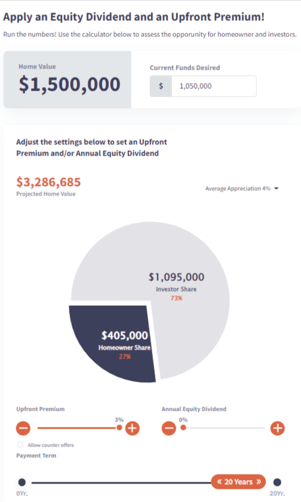 Apply an Equity Dividend and an Upfront Premium!
Run the numbers! Use the calculator below to assess the opporunity for homeowner and investors.
Home Value
$1,500,000
Current Funds Desired
$ 1,050,000
Adjust the settings below to set an Upfront
Premium and/or Annual Equity Dividend
$3,286,685
Projected Home Value
Average Appreciation 4%
$1,095,000
Investor Share
73%
$405,000
Homeowner Share
27%
Upfront Premium
Annual Equity Dividend
3%
0%
Allow counter offers
Payment Term
« 20 Years »
0Yr.
20Yr.